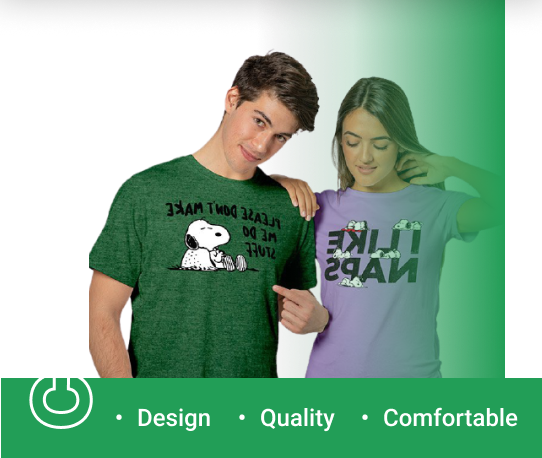 PLEASE DON'T MAKE
ME DO
STUFF
I LIKE
NAPS
• Design • Quality • Comfortable